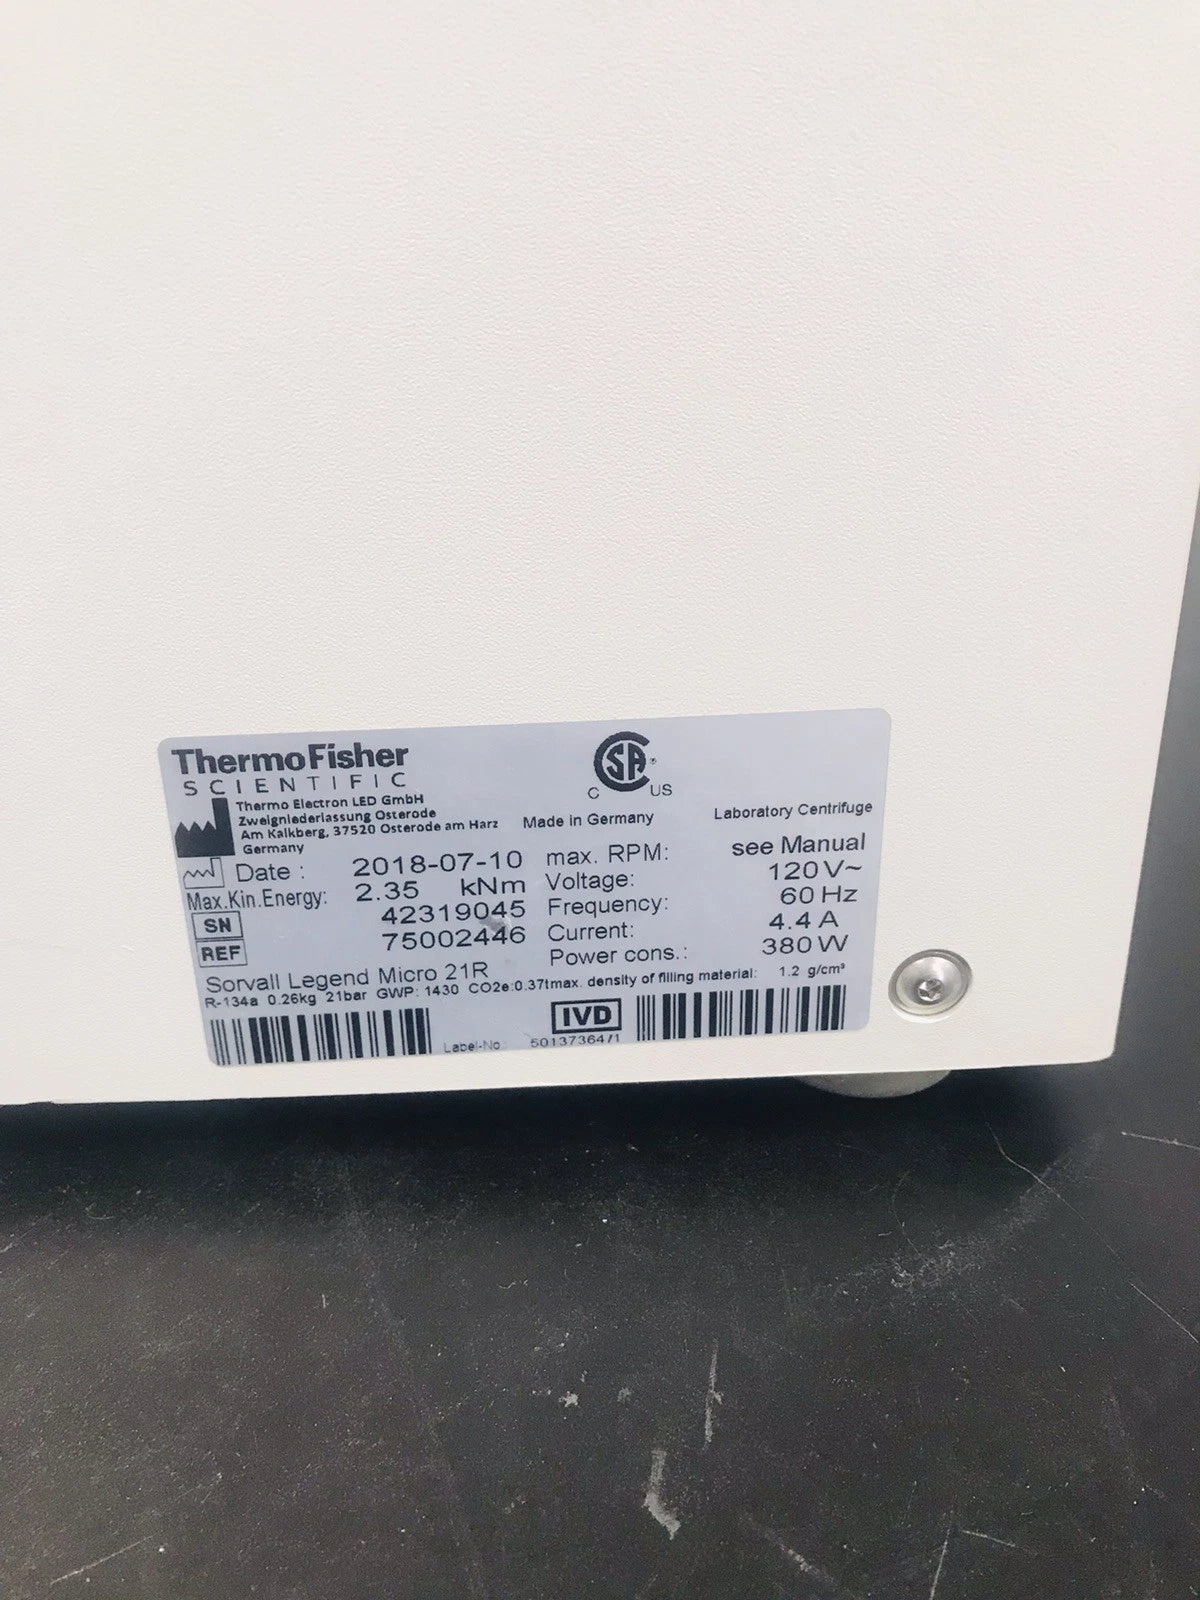 ThermoFisher
SCIENTIFIC
Thermo Electron LED GmbH
Zweigniederlassung Osterode
Am Kalkberg, 37520 Osterode am Harz
Germany
SA
C US
Made in Germany
Laboratory Centrifuge
Date : 2018-07-10
Max.Kin.Energy: 2.35 kNm
SN 42319045
REF 75002446
max. RPM: see Manual
Voltage: 120V~
Frequency: 60 Hz
Current: 4.4 A
Power cons.: 380 W
Sorvall Legend Micro 21R
R-134a 0.26kg 21bar GWP: 1430 CO2e:0.37t max. density of filling material: 1.2 g/cm³
IVD
Label-No: 50137364/1